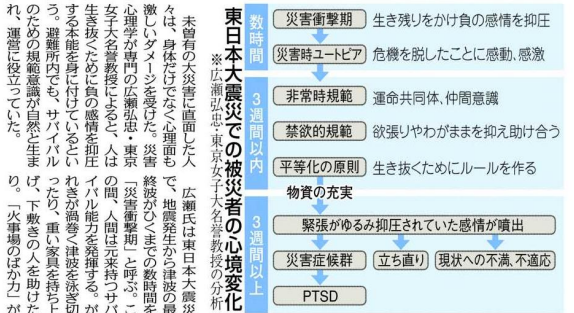 東日本大震災での被災者の心境変化
※広瀬弘忠・東京女子大名誉教授の分析
数時間
災害衝撃期 生き残りをかけ負の感情を抑圧
災害時ユートピア 危機を脱したことに感動、感激
3週間以内
非常時規範 運命共同体、仲間意識
禁欲的規範 欲張りやわがままを抑え助け合う
平等化の原則 生き抜くためにルールを作る
物資の充実
3週間以上
緊張がゆるみ抑圧されていた感情が噴出
災害症候群 立ち直り 現状への不満、不適応
PTSD
未曽有の大災害に直面した人
々は、身体だけでなく心理面も
激しいダメージを受けた。災害
心理学が専門の広瀬弘忠・東京
女子大名誉教授によると、人は
生き抜くために負の感情を抑圧
する本能を身に付けているとい
う。避難所内でも、サバイバル
のための規範意識が自然と生ま
れ、運営に役立っていた。
広瀬氏は東日本大震災
で、地震発生から津波の最
終波がひくまでの数時間を
「災害衝撃期」と呼ぶ。こ
の間、人間は元来持つサバ
イバル能力を発揮する。が
れきが渦巻く津波を泳ぎ切
ったり、重い家具を持ち上
げ、下敷きの人を助けた
り。「火事場のばか力」が